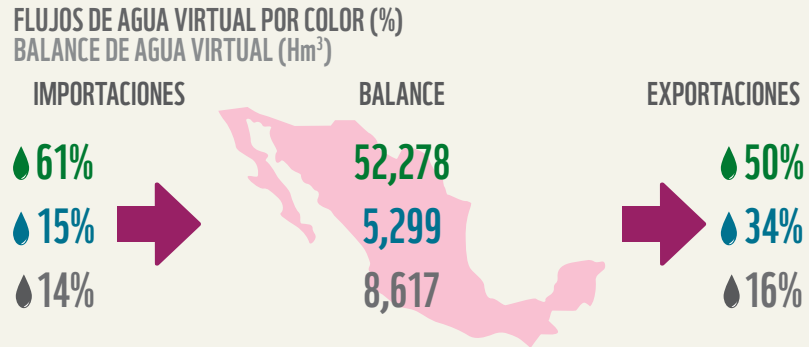 FLUJOS DE AGUA VIRTUAL POR COLOR (%)
BALANCE DE AGUA VIRTUAL (Hm³)
IMPORTACIONES BALANCE EXPORTACIONES
61% 52,278 50%
15% 5,299 34%
14% 8,617 16%